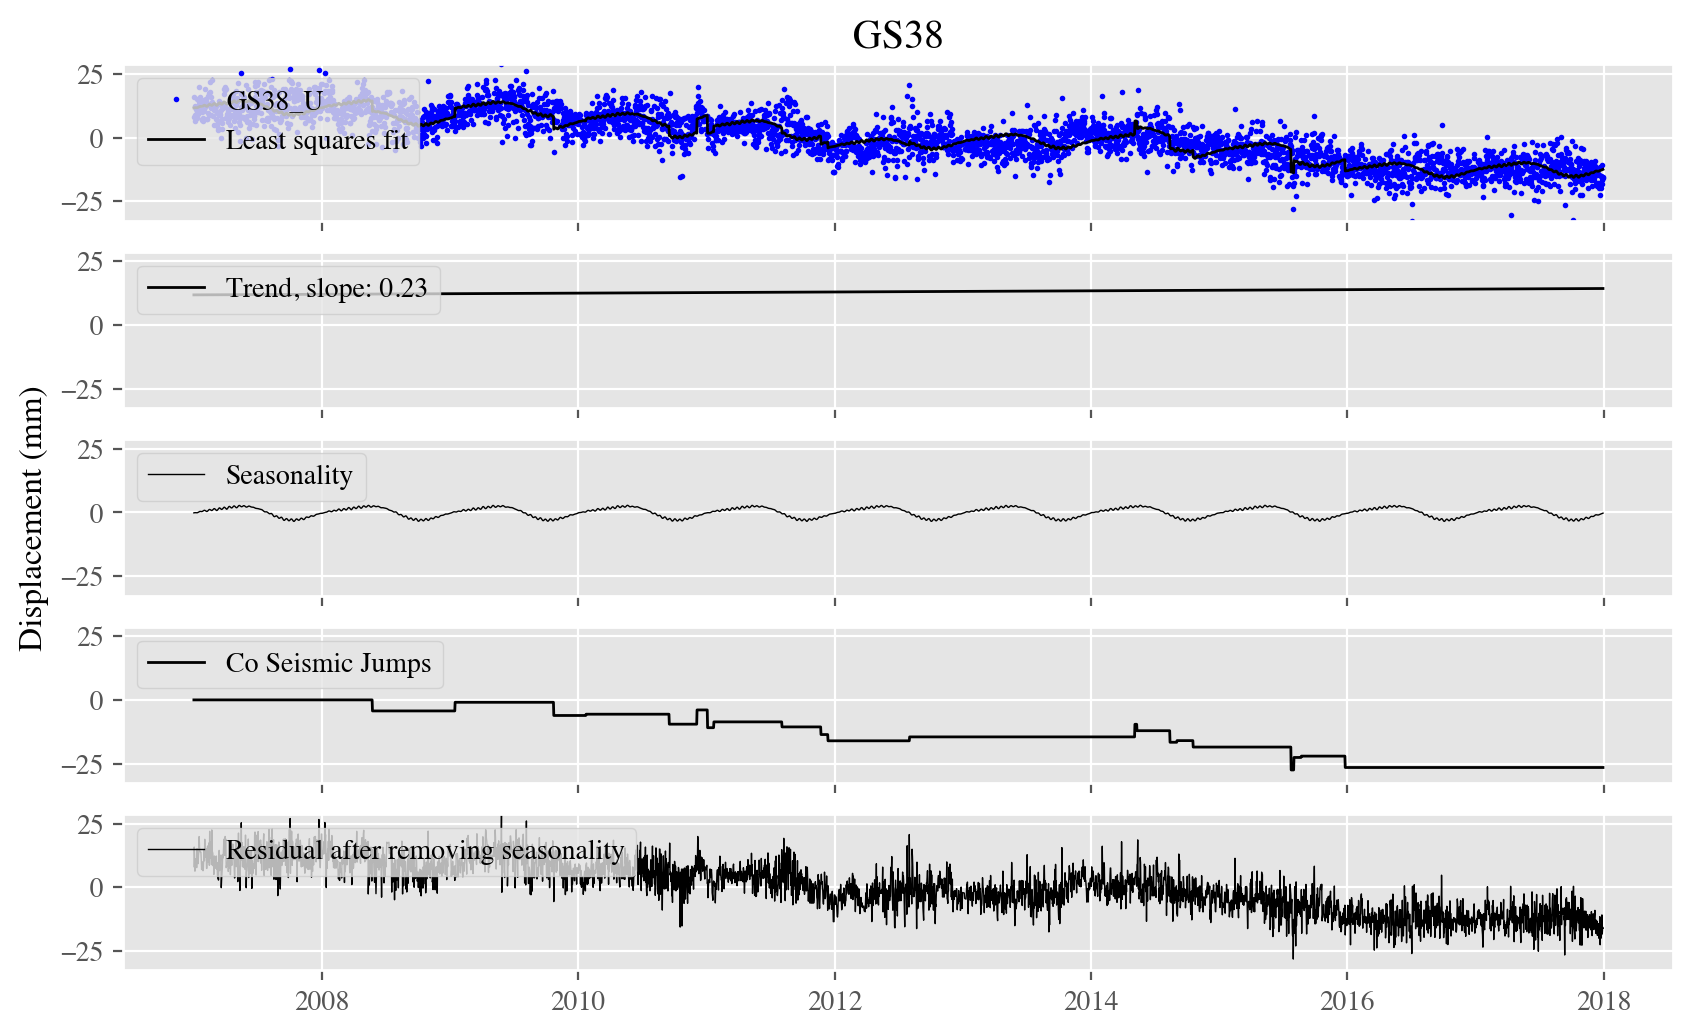 GS38
Displacement (mm)
25
0
−25
GS38_U
Least squares fit
25
0
−25
Trend, slope: 0.23
25
0
−25
Seasonality
25
0
−25
Co Seismic Jumps
25
0
−25
Residual after removing seasonality
2008 2010 2012 2014 2016 2018